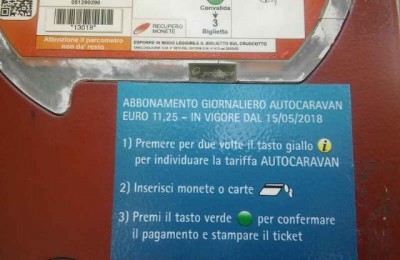 001200290
*13019*
Attenzione il parcometro
non da' resto
RECUPERO
MONETE
Convalida
3
Biglietto
ESPORRE IN MODO LEGGIBILE IL BIGLIETTO SUL CRUSCOTTO
ABBONAMENTO GIORNALIERO AUTOCARAVAN
EURO 11,25 – IN VIGORE DAL 15/05/2018
1) Premere per due volte il tasto giallo i
per individuare la tariffa AUTOCARAVAN
2) Inserisci monete o carte
3) Premi il tasto verde per confermare
il pagamento e stampare il ticket